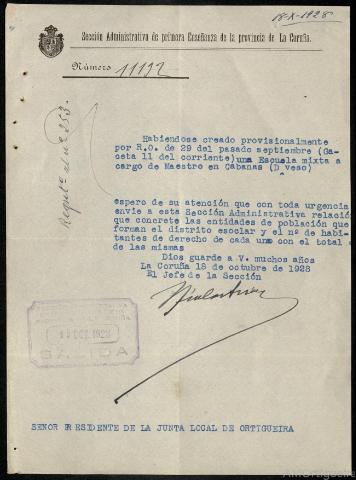 18-X-1928
Sección Administrativa de primera Enseñanza de la provincia de La Coruña.
Número 11192
Habiendose creado provisionalmente
por R.O. de 29 del pasado septiembre (Ga
ceta 11 del corriente) una Escuela mixta a
cargo de Maestro en Cabanas (D veso)
espero de su atención que con toda urgencia
envie a esta Sección Administrativa relació
que concrete las entidades de población que
forman el distrito escolar y el nº de habi
tantes de derecho de cada uno con el total d
de las mismas
Dios guarde a V. muchos años
La Coruña 18 de octubre de 1928
El Jefe de la Sección
OCT. 1928
SALIDA
SENOR PRESIDENTE DE LA JUNTA LOCAL DE ORTIGUEIRA